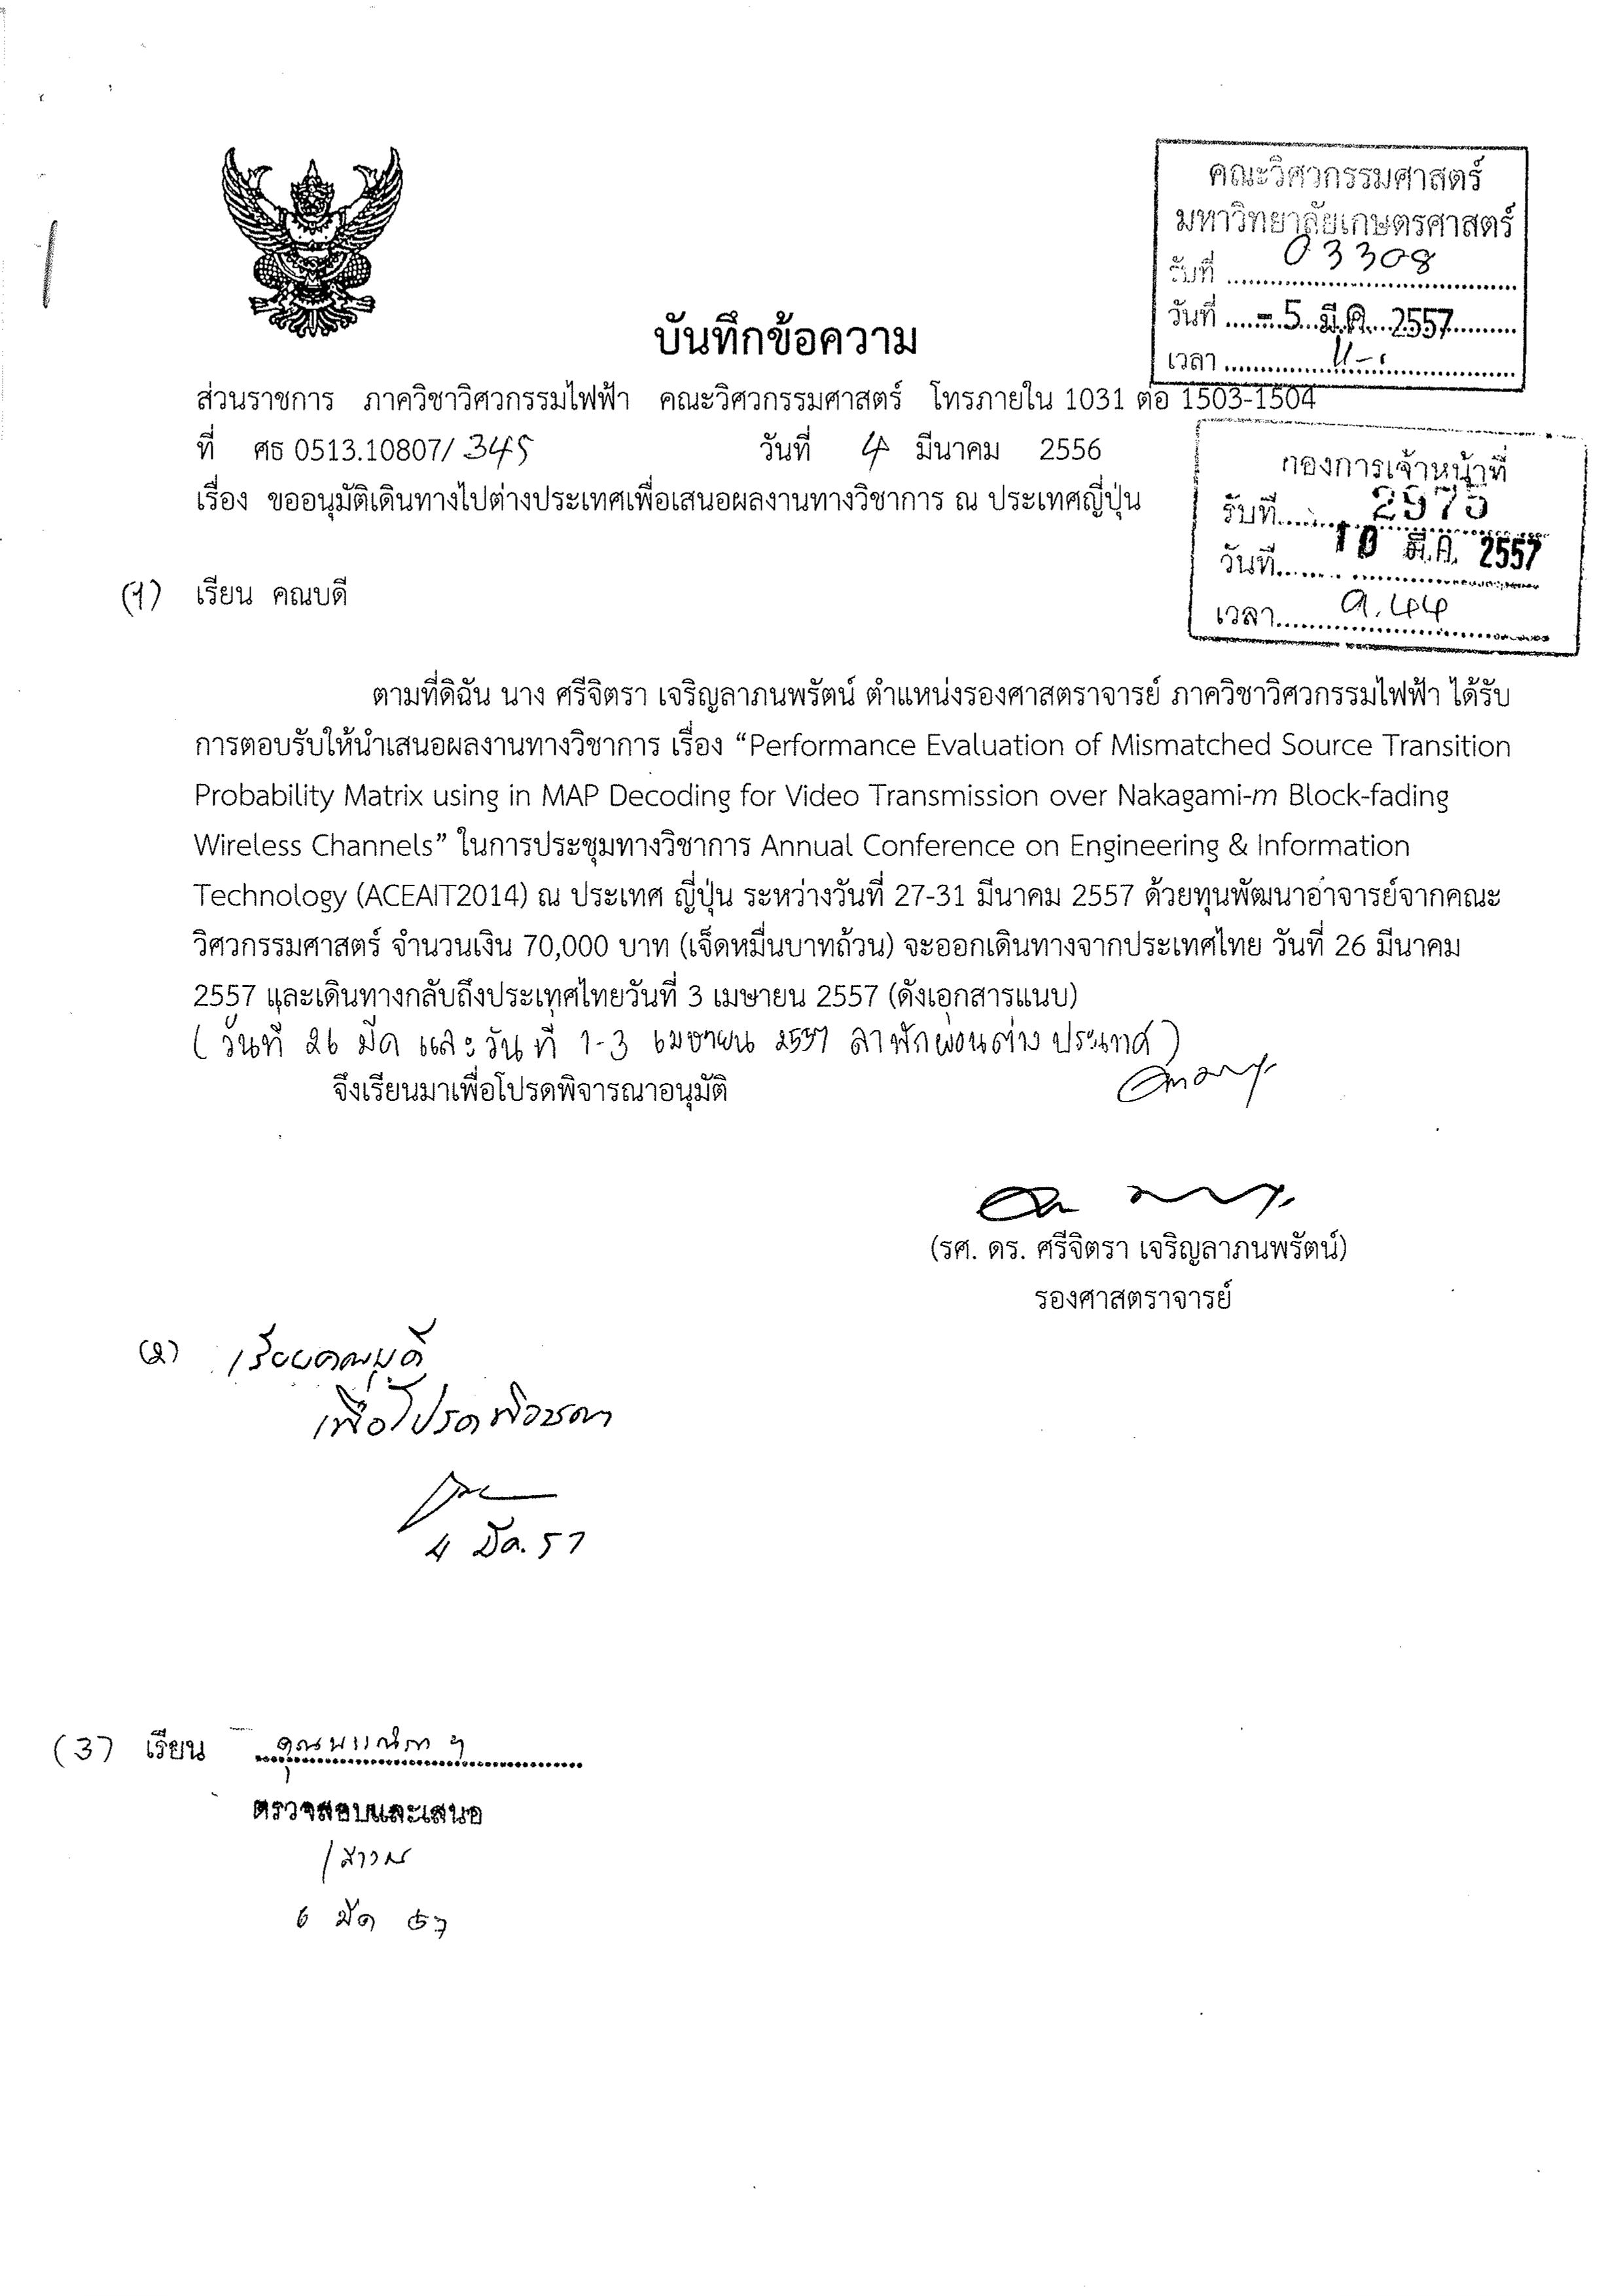 คณะวิศวกรรมศาสตร์
มหาวิทยาลัยเกษตรศาสตร์
รับที่ 03308
วันที่ - 5 มี.ค. 2557
เวลา
บันทึกข้อความ
ส่วนราชการ ภาควิชาวิศวกรรมไฟฟ้า คณะวิศวกรรมศาสตร์ โทรภายใน 1031 ต่อ 1503-1504
ที่ ศธ 0513.10807/ 345 วันที่ 4 มีนาคม 2556
เรื่อง ขออนุมัติเดินทางไปต่างประเทศเพื่อเสนอผลงานทางวิชาการ ณ ประเทศญี่ปุ่น
กองการเจ้าหน้าที่
รับที่ 2975
วันที่ 10 มี.ค. 2557
เวลา 9.44
(1) เรียน คณบดี
ตามที่ดิฉัน นาง ศรีจิตรา เจริญลาภนพรัตน์ ตำแหน่งรองศาสตราจารย์ ภาควิชาวิศวกรรมไฟฟ้า ได้รับ
การตอบรับให้นำเสนอผลงานทางวิชาการ เรื่อง “Performance Evaluation of Mismatched Source Transition
Probability Matrix using in MAP Decoding for Video Transmission over Nakagami-m Block-fading
Wireless Channels” ในการประชุมทางวิชาการ Annual Conference on Engineering & Information
Technology (ACEAIT2014) ณ ประเทศ ญี่ปุ่น ระหว่างวันที่ 27-31 มีนาคม 2557 ด้วยทุนพัฒนาอาจารย์จากคณะ
วิศวกรรมศาสตร์ จำนวนเงิน 70,000 บาท (เจ็ดหมื่นบาทถ้วน) จะออกเดินทางจากประเทศไทย วันที่ 26 มีนาคม
2557 และเดินทางกลับถึงประเทศไทยวันที่ 3 เมษายน 2557 (ดังเอกสารแนบ)
(วันที่ 26 มีค และวันที่ 1-3 เมษายน 2557 ลาพักผ่อนต่างประเทศ)
จึงเรียนมาเพื่อโปรดพิจารณาอนุมัติ
(รศ. ดร. ศรีจิตรา เจริญลาภนพรัตน์)
รองศาสตราจารย์
(2) เรียนคณบดี
เพื่อโปรดพิจารณา
4 มีค. 57
(3) เรียน
ตรวจสอบและเสนอ
6 มีค 57